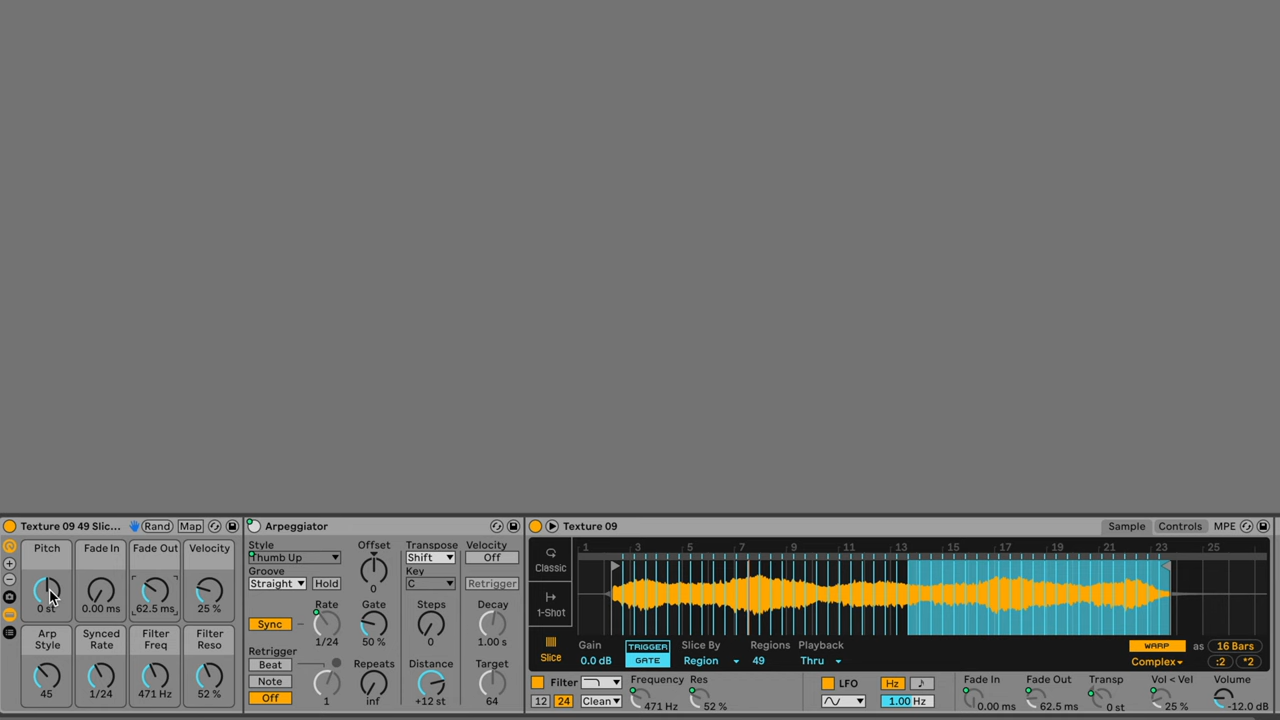 Texture 09 49 Slic... Rand Map
Pitch Fade In Fade Out Velocity
0 st 0.00 ms 62.5 ms 25 %
Arp Style Synced Rate Filter Freq Filter Reso
45 1/24 471 Hz 52 %
Arpeggiator
Style
Thumb Up
Groove
Straight Hold
Offset
0
Transpose
Shift
Key
C
Velocity
Off
Retrigger
Sync
Rate
1/24
Gate
50 %
Steps
0
Decay
1.00 s
Retrigger
Beat
Note
Off
1
Repeats
inf
Distance
+12 st
Target
64
Texture 09 Sample Controls MPE
Classic
1-Shot
Slice
1 3 5 7 9 11 13 15 17 19 21 23 25
Gain
0.0 dB
TRIGGER
GATE
Slice By
Region
Regions
49
Playback
Thru
WARP as 16 Bars
Complex :2 *2
Filter
12 24 Clean
Frequency
471 Hz
Res
52 %
LFO Hz
1.00 Hz
Fade In
0.00 ms
Fade Out
62.5 ms
Transp
0 st
Vol < Vel
25 %
Volume
-12.0 dB